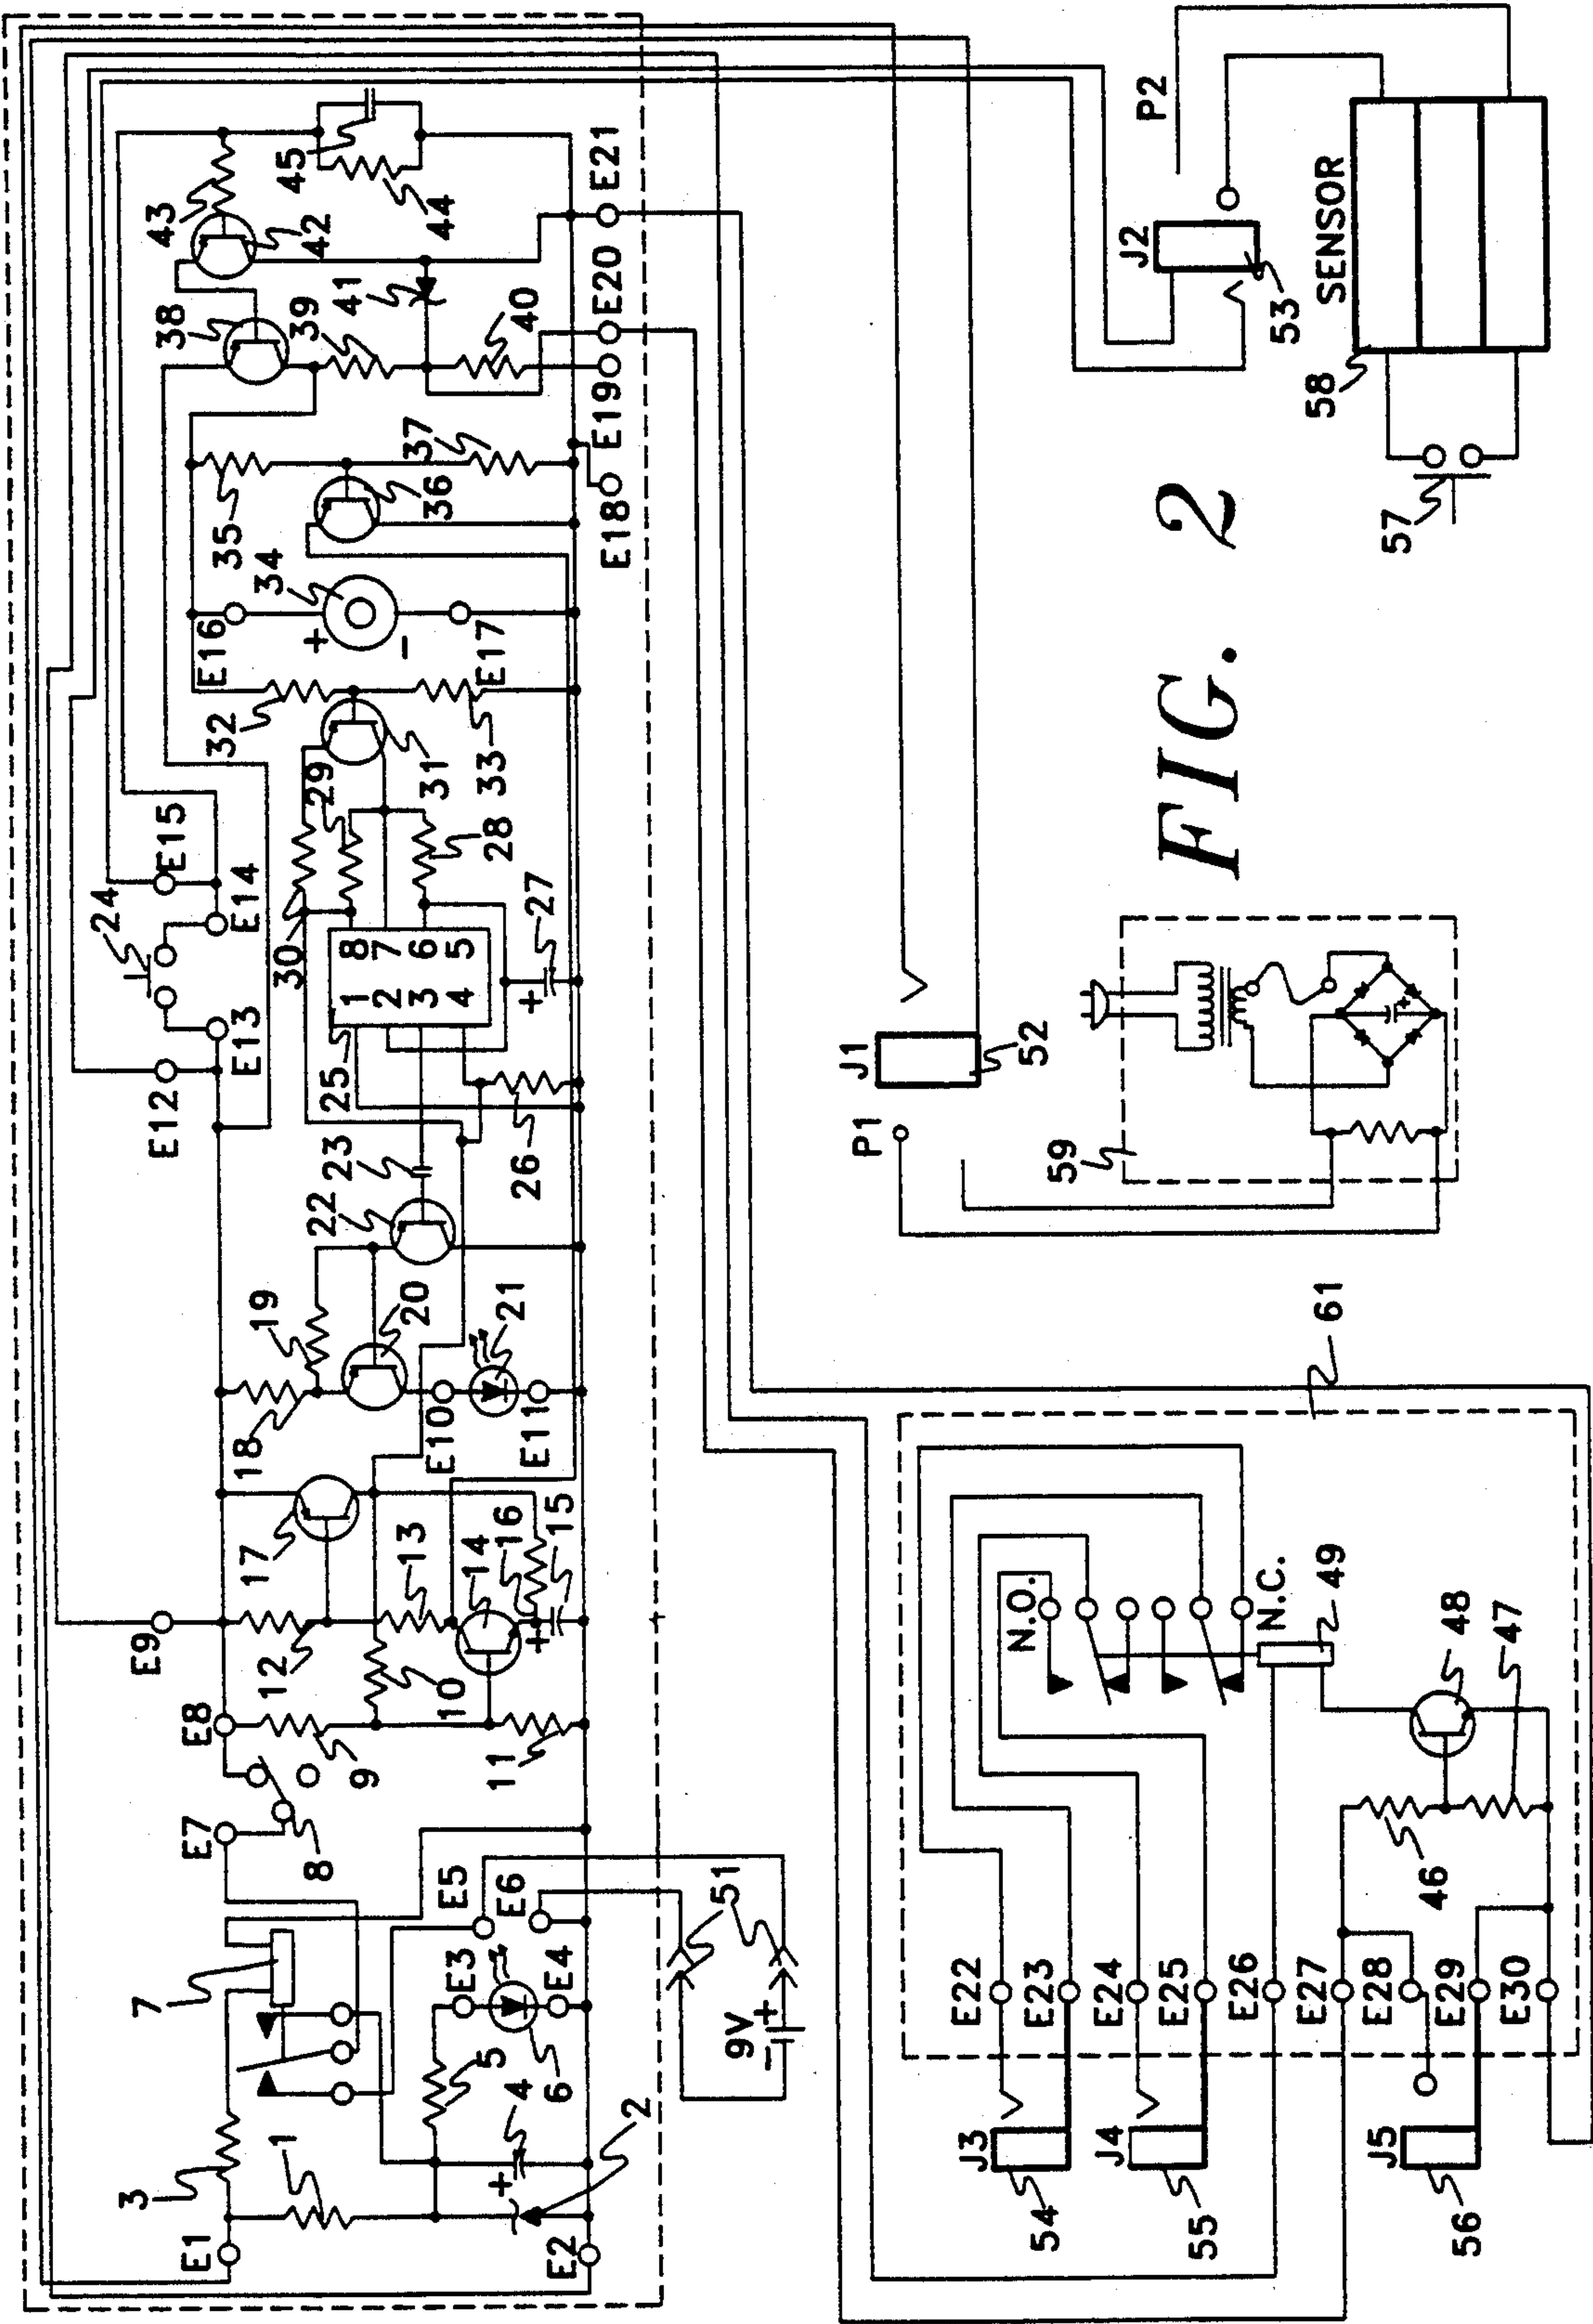 E1
3
1
E2
2
4
5
6
E3
E4
7
E5
E6
E7
8
E8
9
11
10
E9
12
13
14
16
15
17
18
19
20
E10
E11
21
22
23
E12
E13
24
E14
E15
25
26
1 8
2 7
3 6
4 5
+
27
28
29
30
31
32
33
E16
+
34
-
E17
35
36
37
E18
38
39
40
41
E19
E20
42
43
44
45
E21
+
+
51
9V
-
+
P1
J1
52
59
+
J2
P2
53
57
58
SENSOR
61
J3
54
J4
55
J5
56
E22
E23
E24
E25
E26
E27
E28
E29
E30
N.O.
N.C.
49
48
47
46
FIG. 2